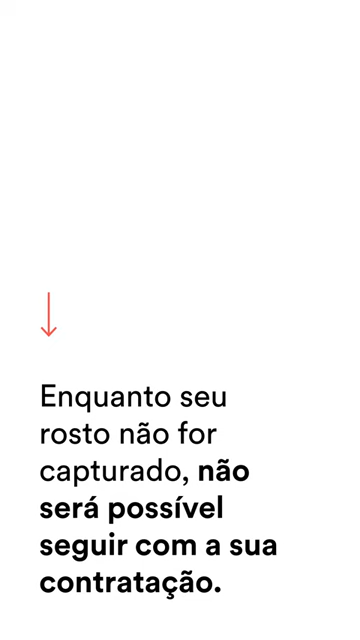 Enquanto seu
rosto não for
capturado, não
será possível
seguir com a sua
contratação.